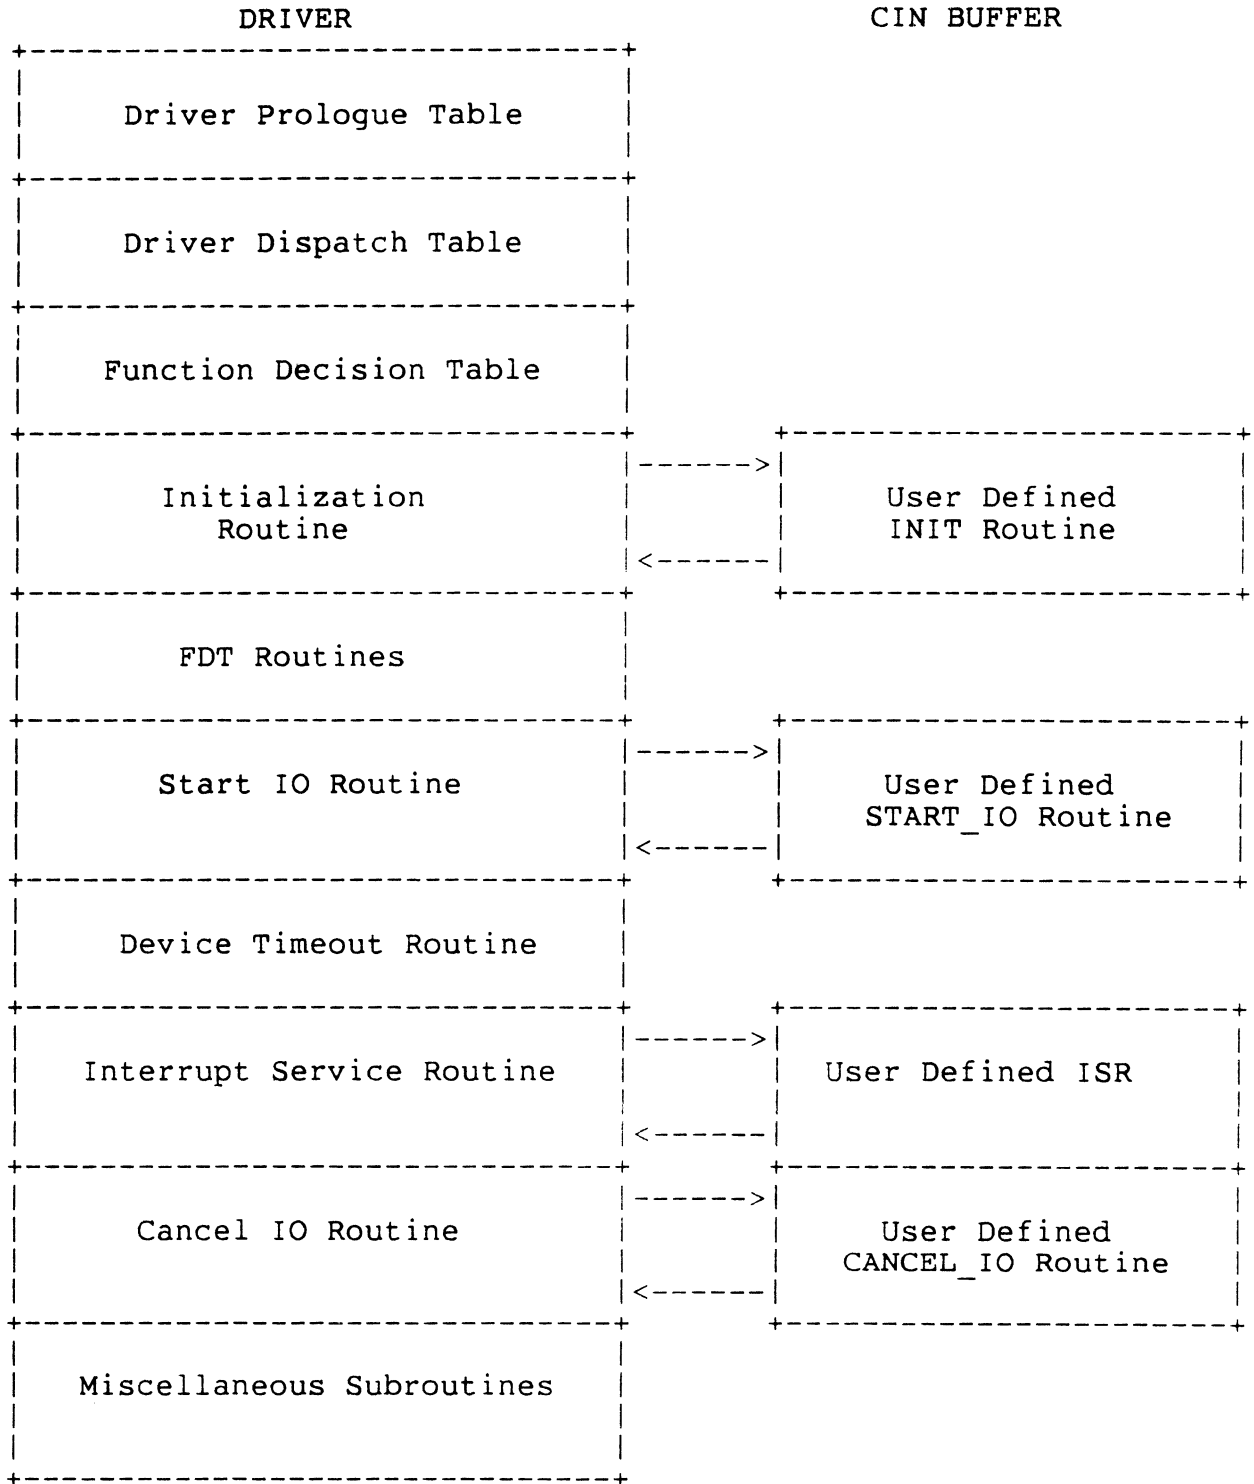 DRIVER CIN BUFFER
Driver Prologue Table
Driver Dispatch Table
Function Decision Table
Initialization
Routine
User Defined
INIT Routine
FDT Routines
Start IO Routine
User Defined
START_IO Routine
Device Timeout Routine
Interrupt Service Routine
User Defined ISR
Cancel IO Routine
User Defined
CANCEL_IO Routine
Miscellaneous Subroutines